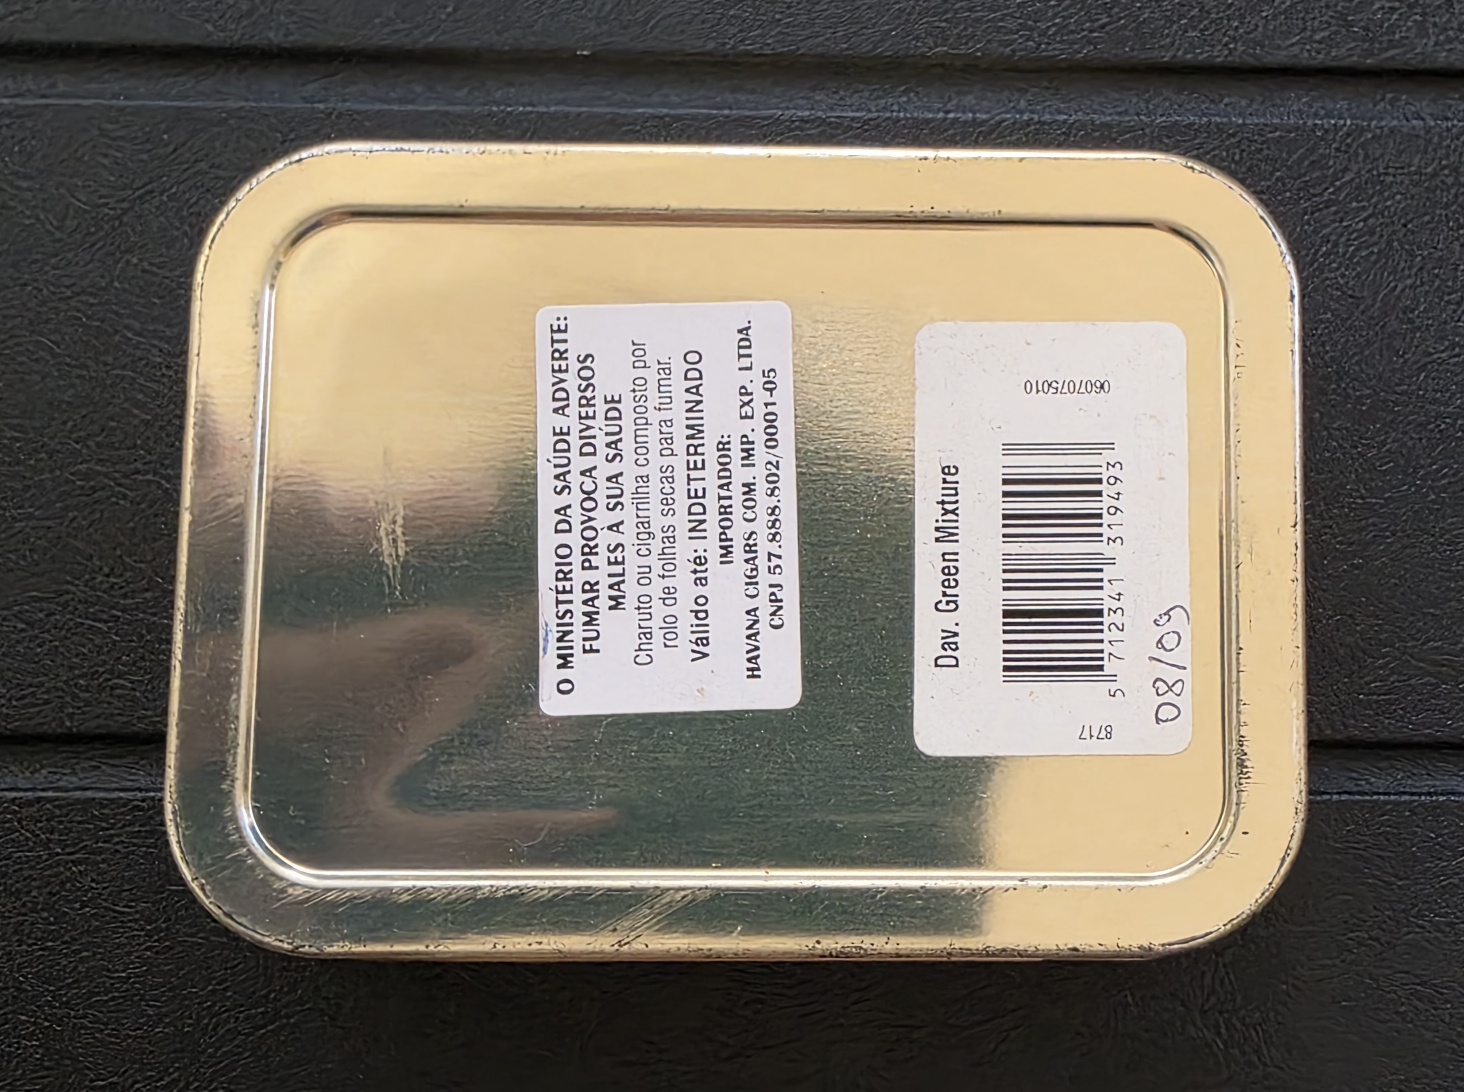 O MINISTÉRIO DA SAÚDE ADVERTE:
FUMAR PROVOCA DIVERSOS
MALES À SUA SAÚDE
Charuto ou cigarrilha composto por
rolo de folhas secas para fumar.
Válido até: INDETERMINADO
IMPORTADOR:
HAVANA CIGARS COM. IMP. EXP. LTDA.
CNPJ 57.888.802/0001-05
Dav. Green Mixture
5 712341 319493
0607075010
8717
08/09